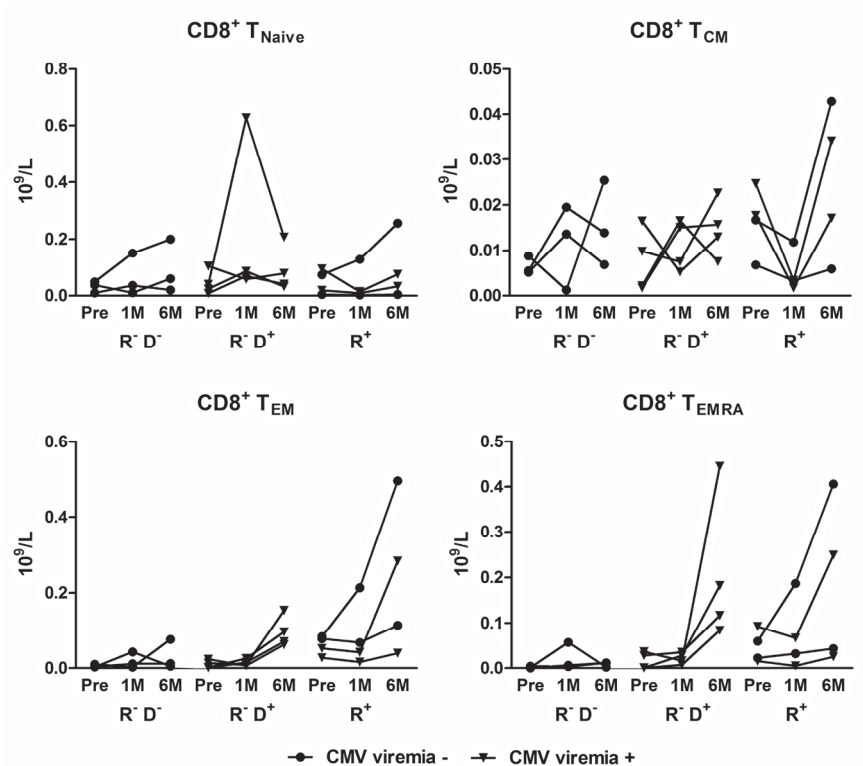 CD8⁺ T_Naive
0.8
0.6
0.4
0.2
0.0
10⁹/L
Pre 1M 6M Pre 1M 6M Pre 1M 6M
R⁻ D⁻ R⁻ D⁺ R⁺
CD8⁺ T_CM
0.05
0.04
0.03
0.02
0.01
0.00
10⁹/L
Pre 1M 6M Pre 1M 6M Pre 1M 6M
R⁻ D⁻ R⁻ D⁺ R⁺
CD8⁺ T_EM
0.6
0.4
0.2
0.0
10⁹/L
Pre 1M 6M Pre 1M 6M Pre 1M 6M
R⁻ D⁻ R⁻ D⁺ R⁺
CD8⁺ T_EMRA
0.5
0.4
0.3
0.2
0.1
0.0
10⁹/L
Pre 1M 6M Pre 1M 6M Pre 1M 6M
R⁻ D⁻ R⁻ D⁺ R⁺
CMV viremia - CMV viremia +